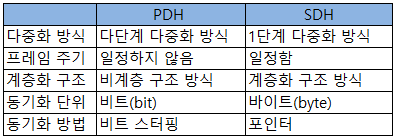 PDH SDH
다중화 방식 다단계 다중화 방식 1단계 다중화 방식
프레임 주기 일정하지 않음 일정함
계층화 구조 비계층 구조 방식 계층화 구조 방식
동기화 단위 비트(bit) 바이트(byte)
동기화 방법 비트 스터핑 포인터